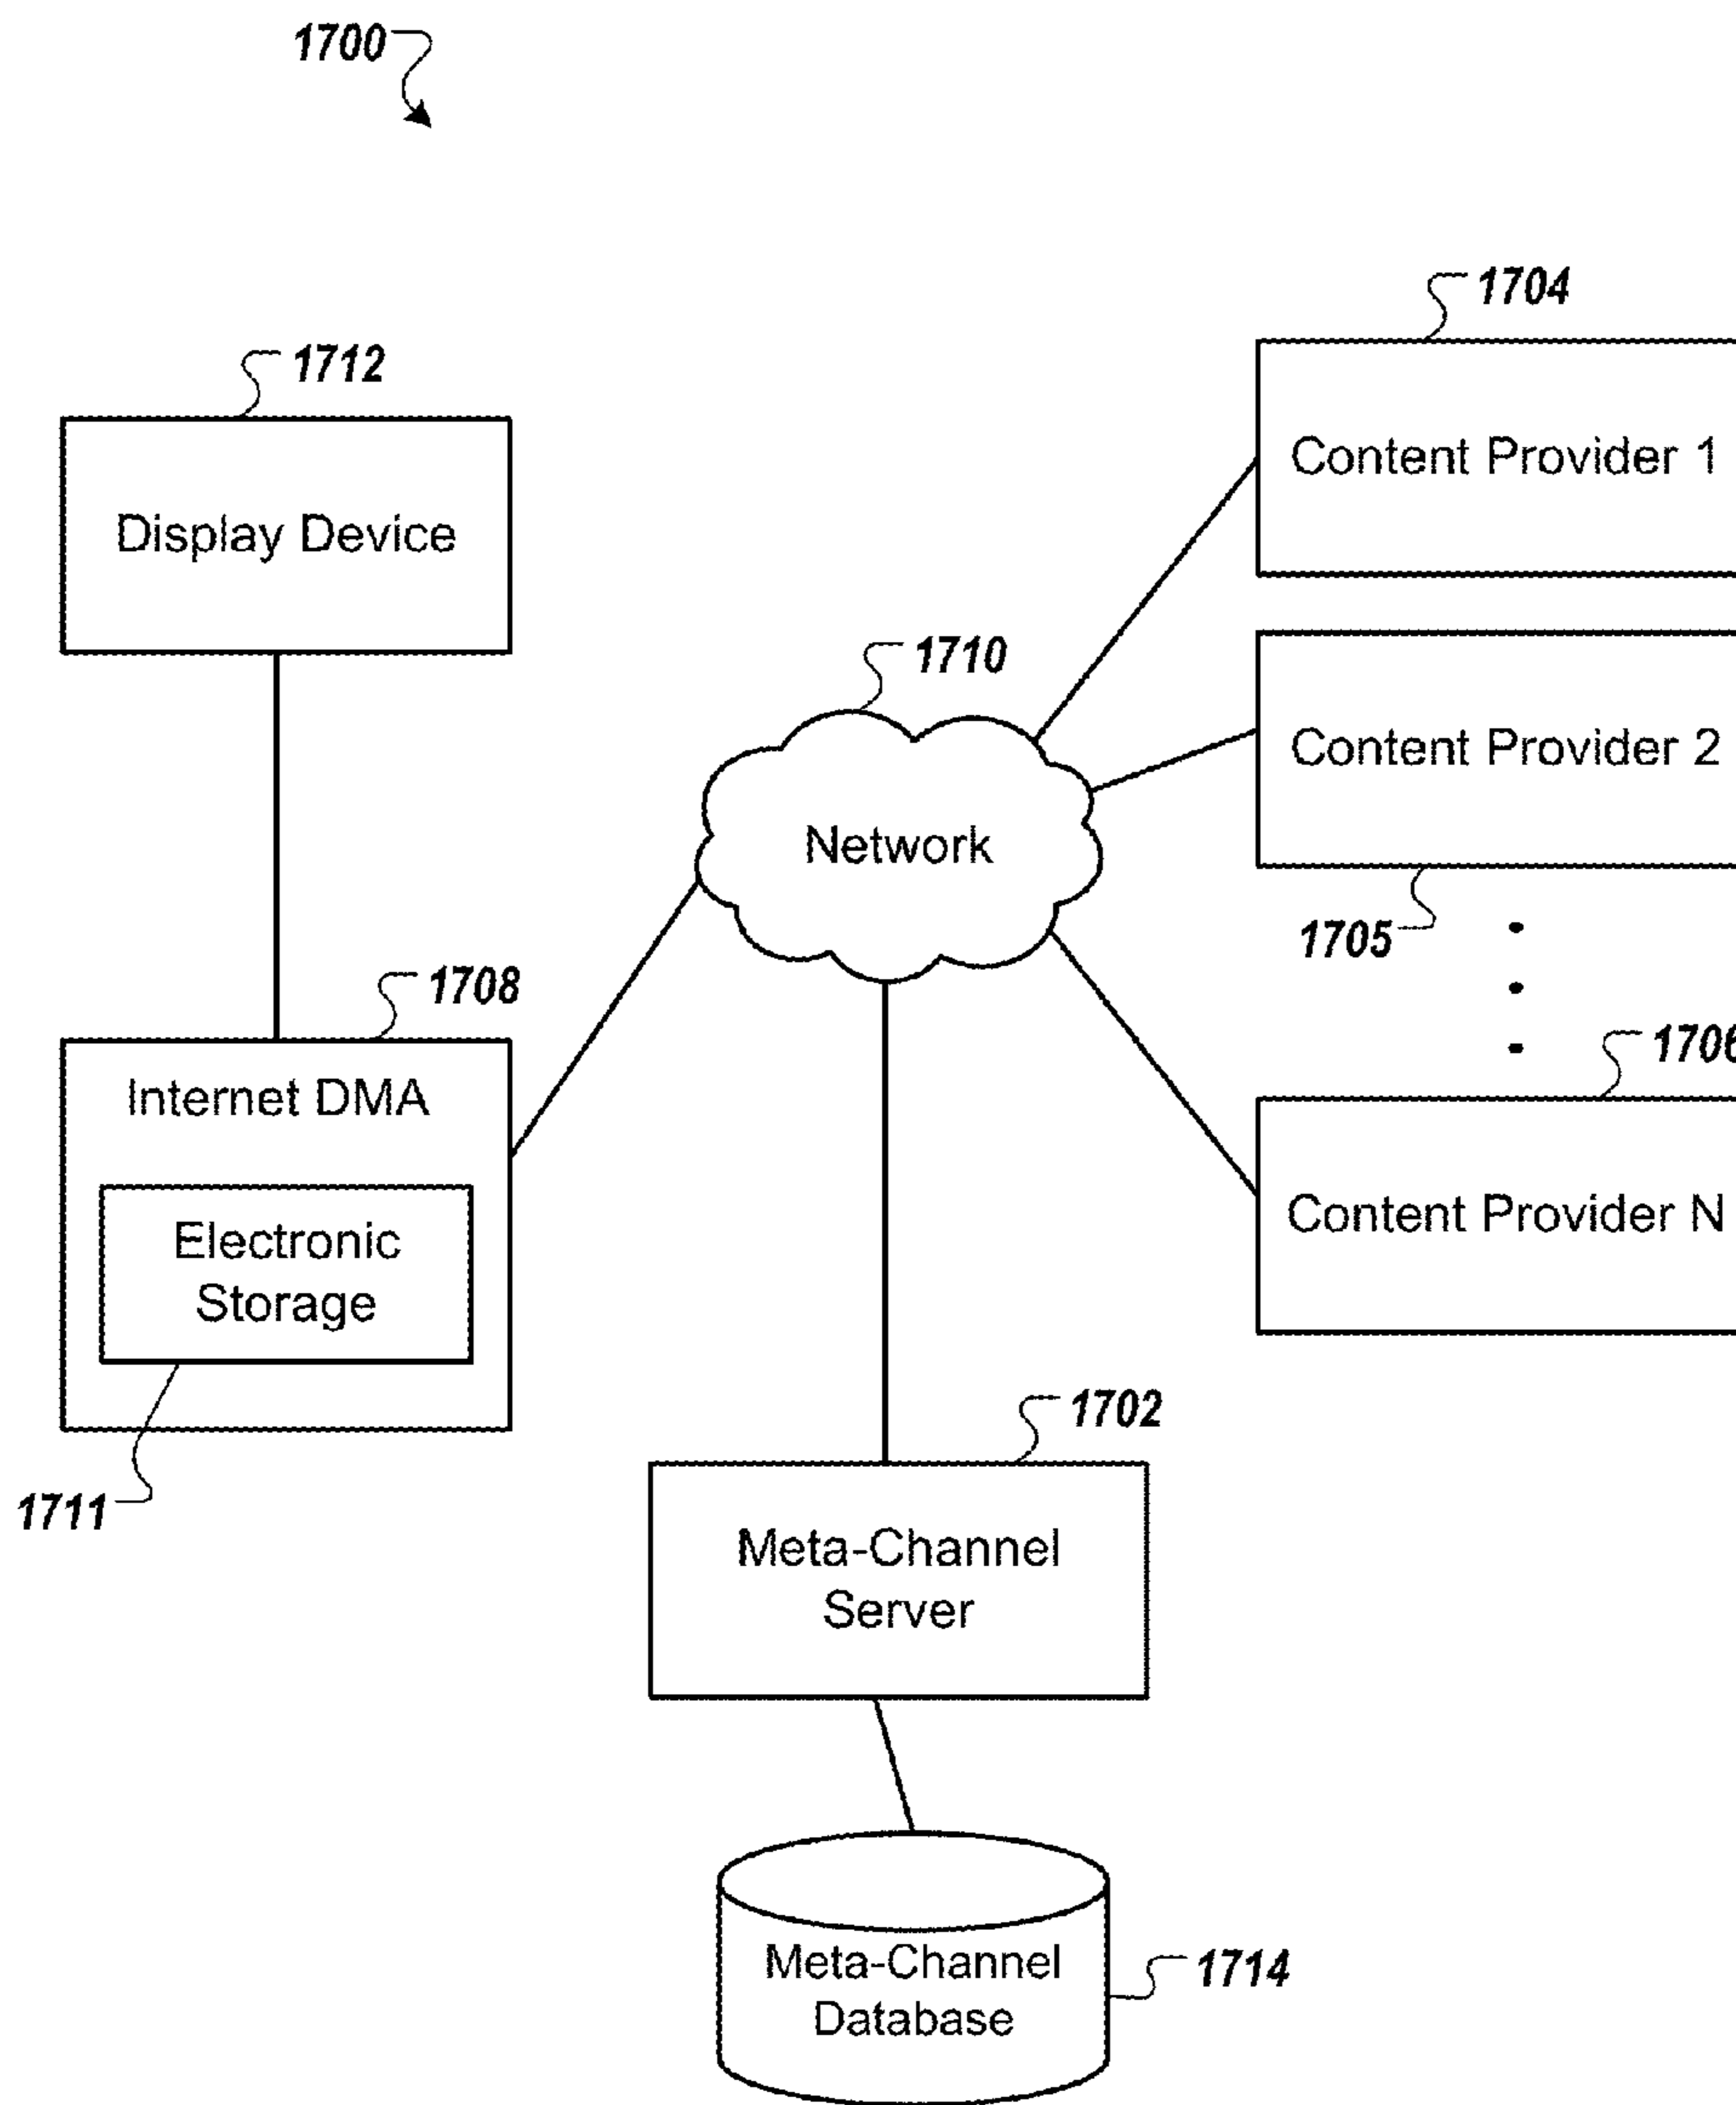 1700
1704
Content Provider 1
1712
Display Device
Content Provider 2
1705
1710
Network
1706
Content Provider N
1708
Internet DMA
Electronic
Storage
1711
1702
Meta-Channel
Server
Meta-Channel
Database
1714